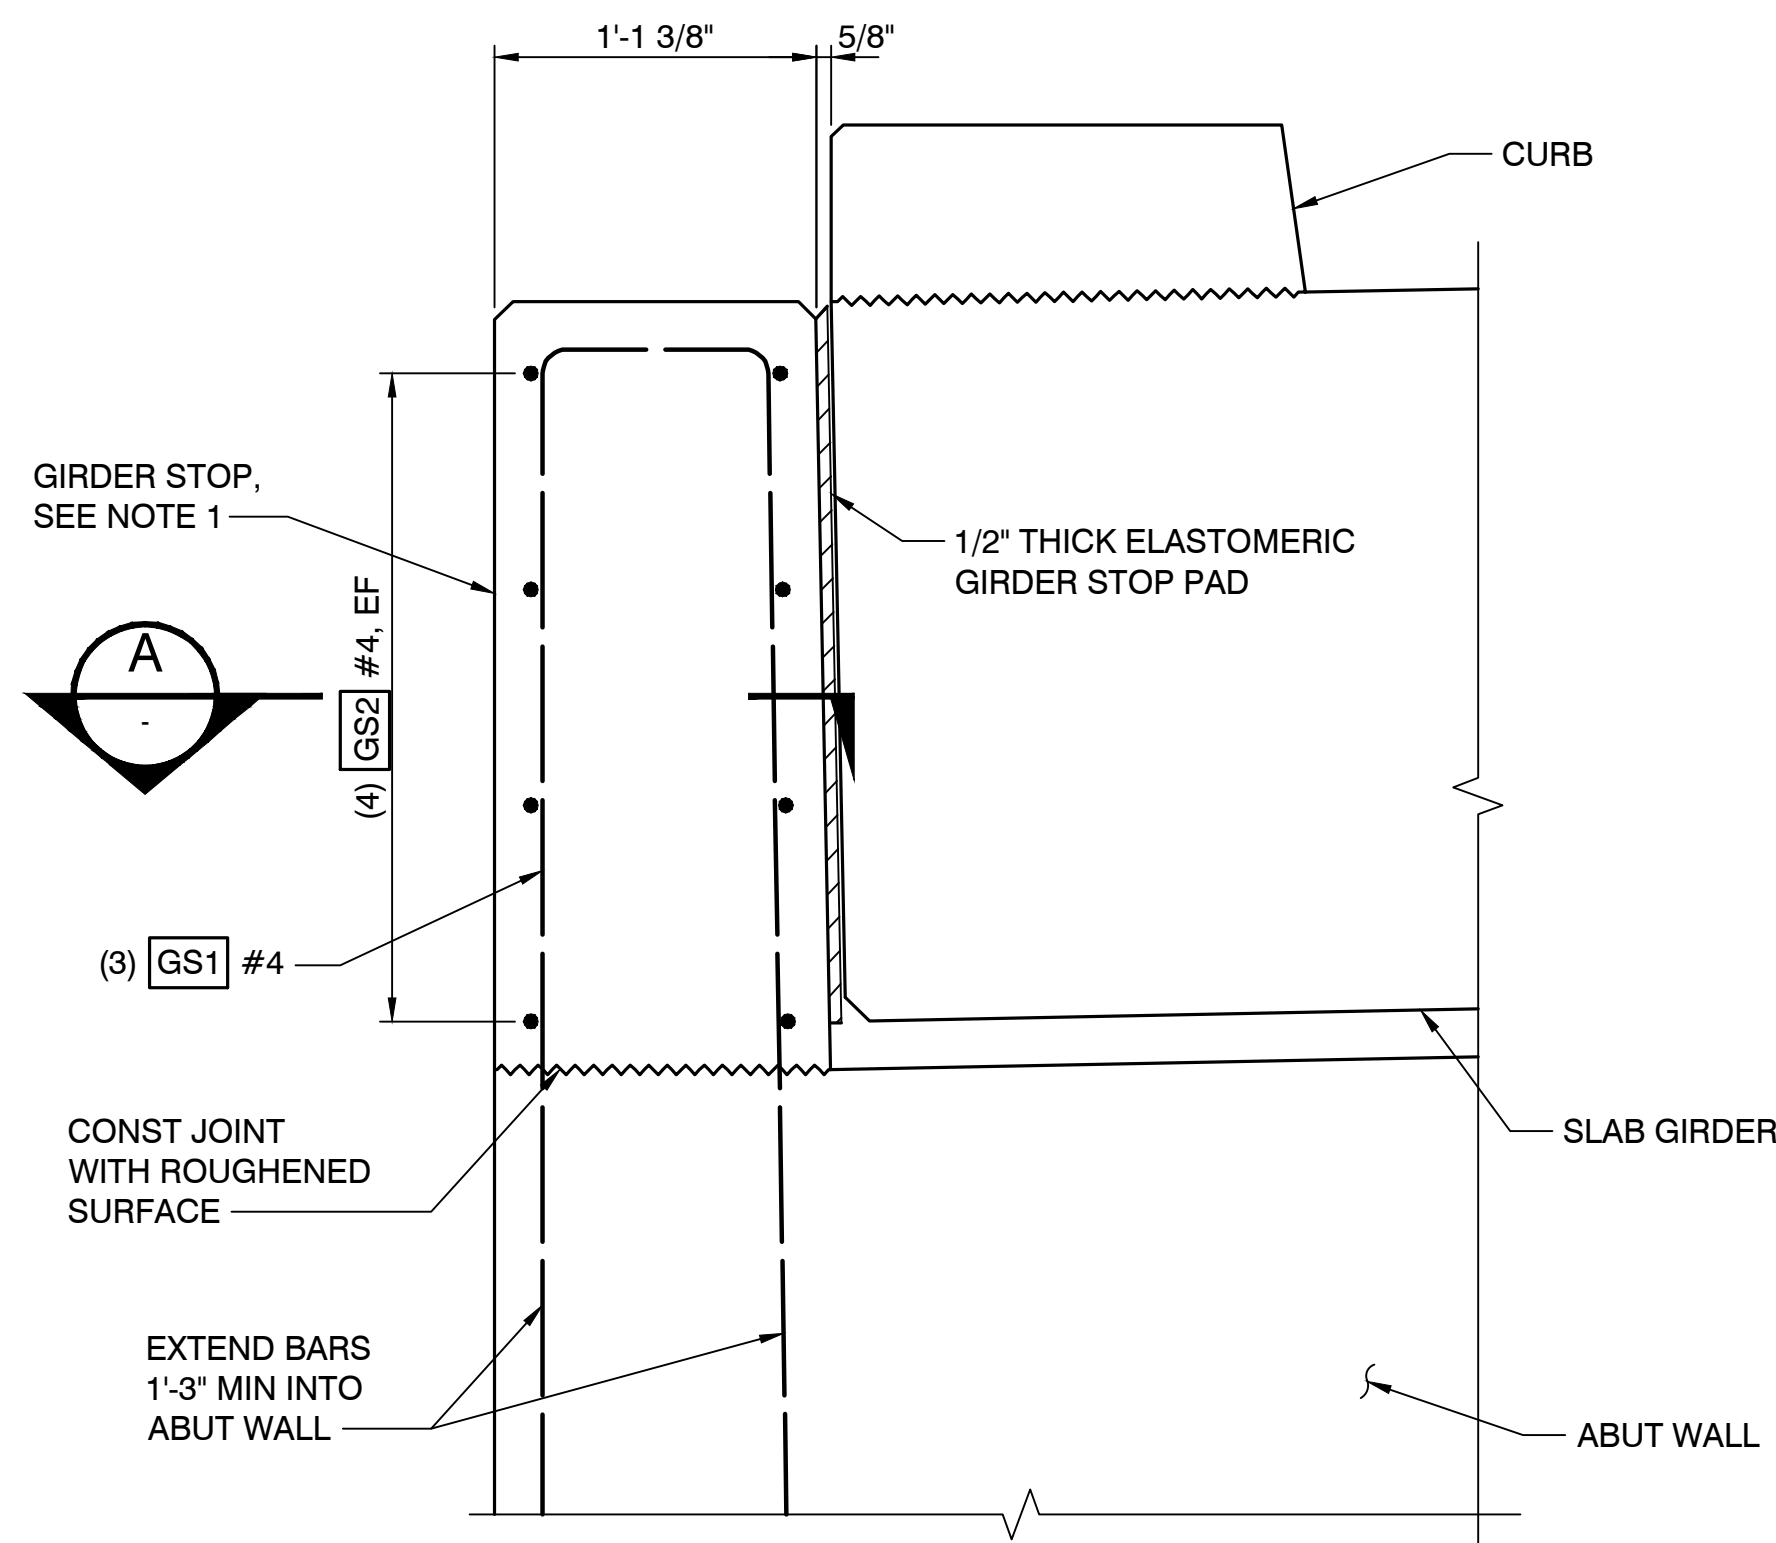 1'-1 3/8"
5/8"
CURB
GIRDER STOP,
SEE NOTE 1
1/2" THICK ELASTOMERIC
GIRDER STOP PAD
A
-
(4) GS2 #4, EF
(3) GS1 #4
CONST JOINT
WITH ROUGHENED
SURFACE
SLAB GIRDER
EXTEND BARS
1'-3" MIN INTO
ABUT WALL
ABUT WALL